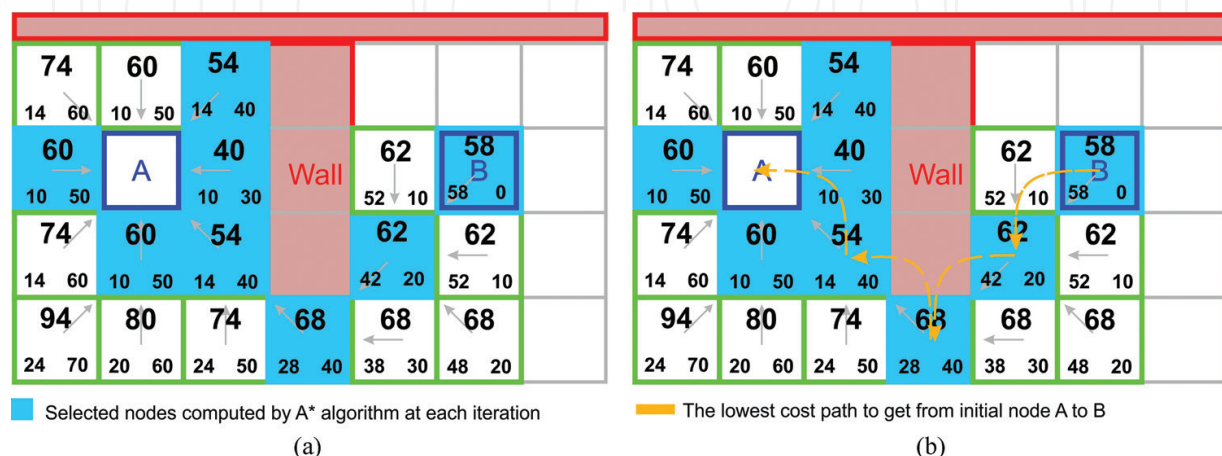 74 60 54
14 60 10 50 14 40
60 A 40 Wall 62 58
B
10 50 10 30 52 10 58 0
74 60 54 62 62
14 60 10 50 14 40 42 20 52 10
94 80 74 68 68 68
24 70 20 60 24 50 28 40 38 30 48 20
Selected nodes computed by A* algorithm at each iteration
(a)
74 60 54
14 60 10 50 14 40
60 A 40 Wall 62 58
B
10 50 10 30 52 10 58 0
74 60 54 62 62
14 60 10 50 14 40 42 20 52 10
94 80 74 68 68 68
24 70 20 60 24 50 28 40 38 30 48 20
The lowest cost path to get from initial node A to B
(b)